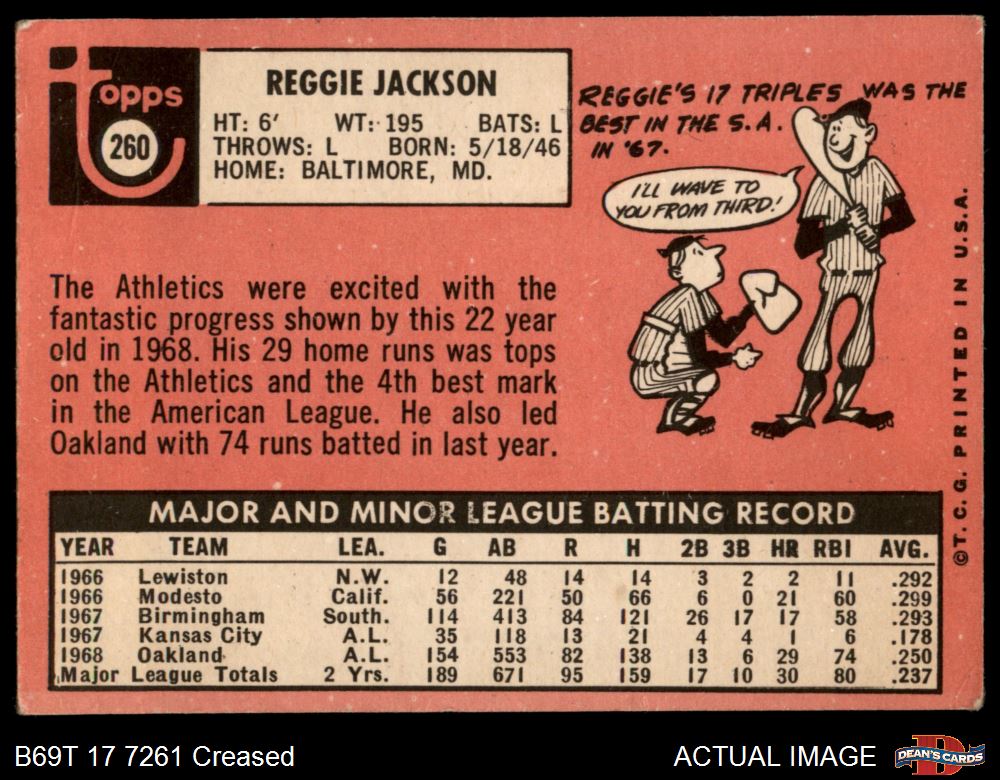 Topps
260
REGGIE JACKSON
HT: 6' WT: 195 BATS: L
THROWS: L BORN: 5/18/46
HOME: BALTIMORE, MD.
REGGIE'S 17 TRIPLES WAS THE
BEST IN THE S.A.
IN '67.
I'LL WAVE TO
YOU FROM THIRD!
The Athletics were excited with the
fantastic progress shown by this 22 year
old in 1968. His 29 home runs was tops
on the Athletics and the 4th best mark
in the American League. He also led
Oakland with 74 runs batted in last year.
©T.C.G. PRINTED IN U.S.A.
MAJOR AND MINOR LEAGUE BATTING RECORD
YEAR TEAM LEA. G AB R H 2B 3B HR RBI AVG.
1966 Lewiston N.W. 12 48 14 14 3 2 2 11 .292
1966 Modesto Calif. 56 221 50 66 6 0 21 60 .299
1967 Birmingham South. 114 413 84 121 26 17 17 58 .293
1967 Kansas City A.L. 35 118 13 21 4 4 1 6 .178
1968 Oakland A.L. 154 553 82 138 13 6 29 74 .250
Major League Totals 2 Yrs. 189 671 95 159 17 10 30 80 .237
B69T 17 7261 Creased
ACTUAL IMAGE
DEAN'S CARDS